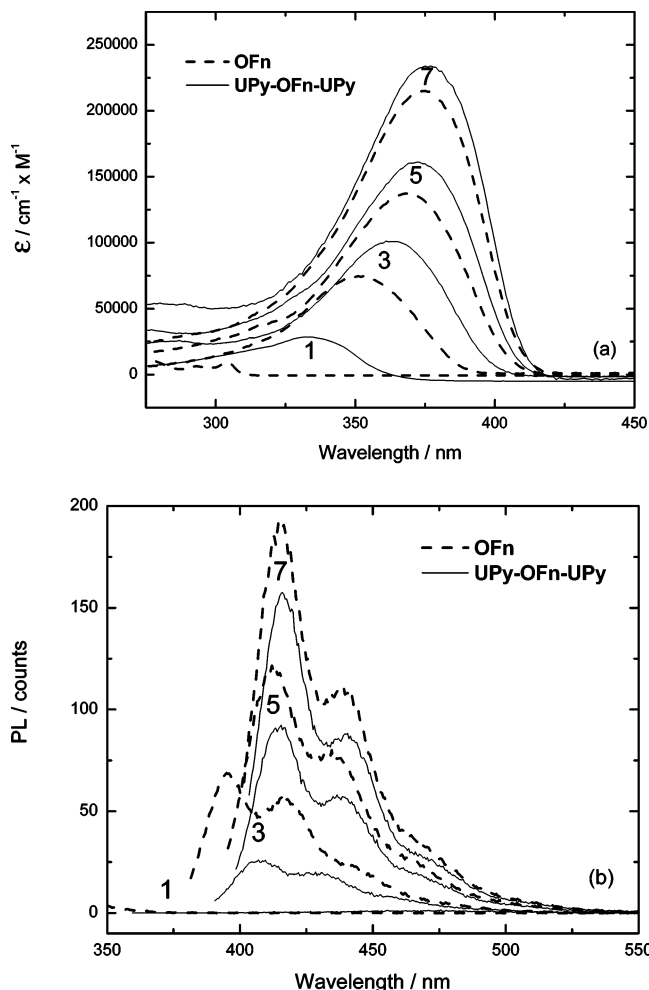 OFn
UPy-OFn-UPy
250000
200000
150000
100000
50000
0
ε / cm⁻¹ x M⁻¹
7
5
3
1
(a)
300
350
400
450
Wavelength / nm
200
150
100
50
0
PL / counts
OFn
UPy-OFn-UPy
7
5
3
1
(b)
350
400
450
500
550
Wavelength / nm